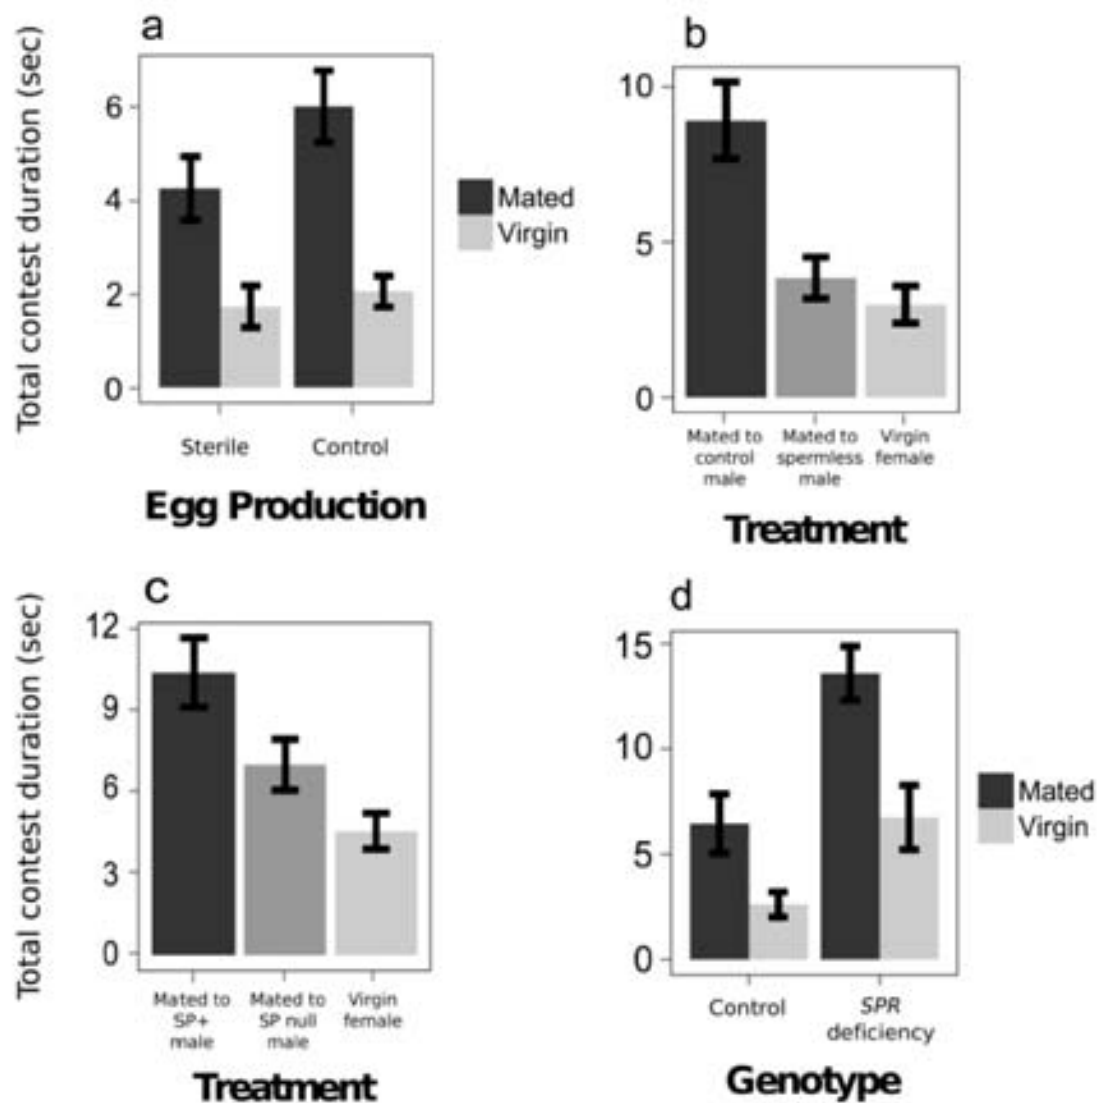 a
Total contest duration (sec)
6
4
2
0
Sterile Control
Egg Production
Mated
Virgin
b
10
5
0
Mated to control male
Mated to spermless male
Virgin female
Treatment
c
Total contest duration (sec)
12
9
6
3
0
Mated to SP+ male
Mated to SP null male
Virgin female
Treatment
d
15
10
5
0
Control
SPR deficiency
Genotype
Mated
Virgin